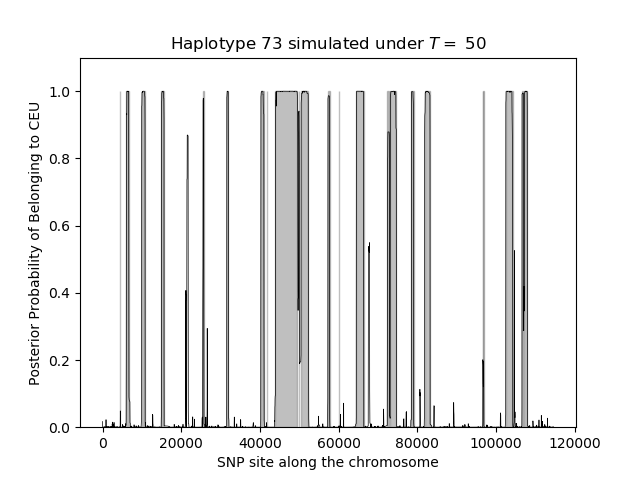 Haplotype 73 simulated under T = 50
Posterior Probability of Belonging to CEU
1.0
0.8
0.6
0.4
0.2
0.0
0 20000 40000 60000 80000 100000 120000
SNP site along the chromosome